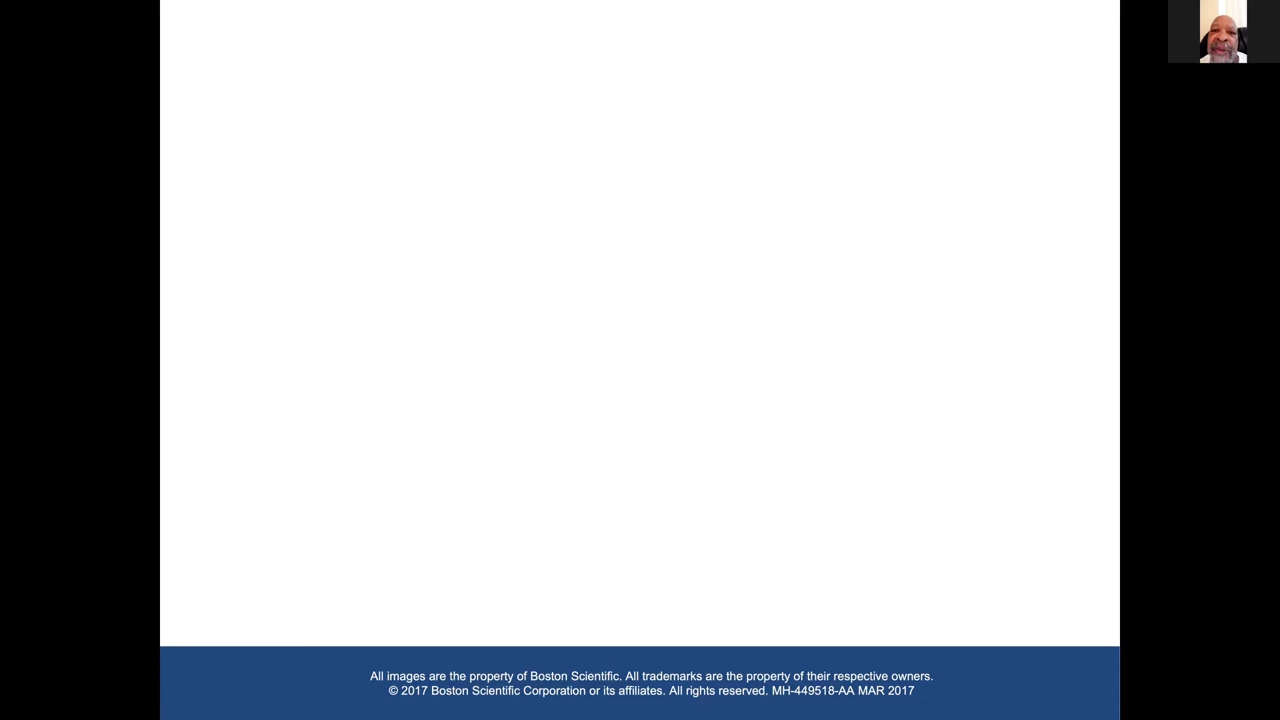 All images are the property of Boston Scientific. All trademarks are the property of their respective owners.
© 2017 Boston Scientific Corporation or its affiliates. All rights reserved. MH-449518-AA MAR 2017